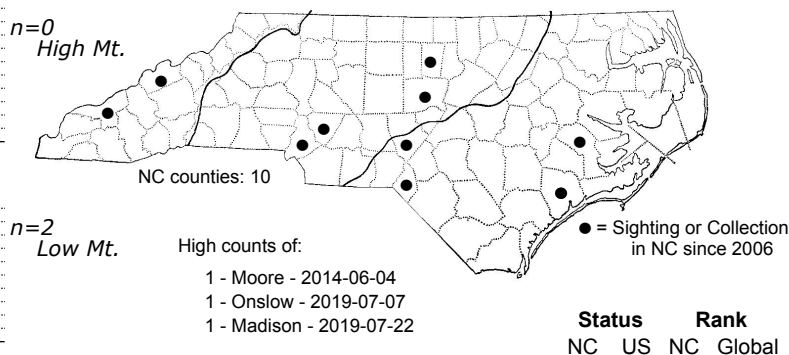 n=0
High Mt.
NC counties: 10
n=2
Low Mt.
High counts of:
1 - Moore - 2014-06-04
1 - Onslow - 2019-07-07
1 - Madison - 2019-07-22
● = Sighting or Collection
in NC since 2006
Status Rank
NC US NC Global